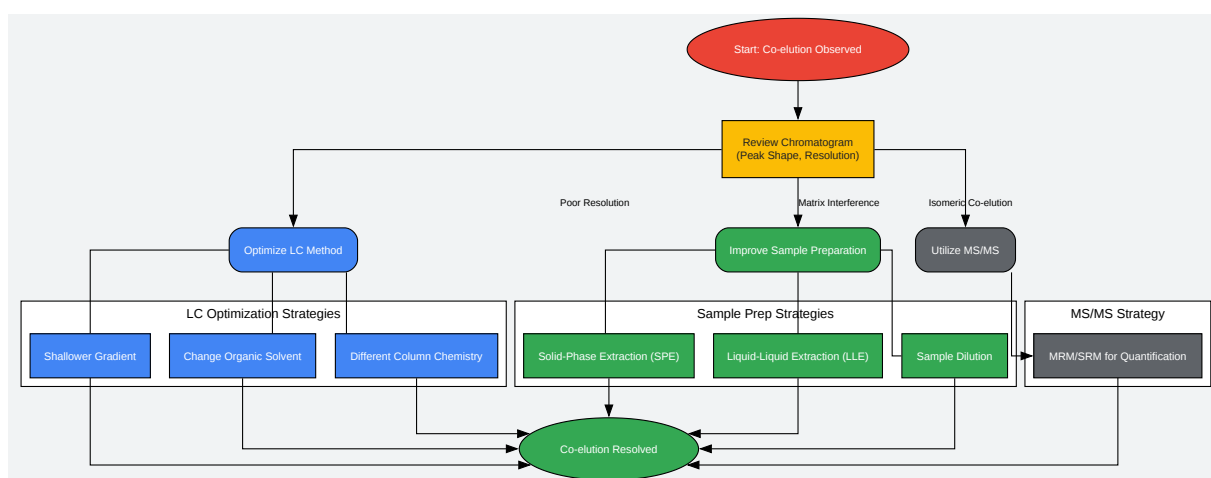 Start: Co-elution Observed
Review Chromatogram
(Peak Shape, Resolution)
Poor Resolution
Matrix Interference
Isomeric Co-elution
Optimize LC Method
Improve Sample Preparation
Utilize MS/MS
LC Optimization Strategies
Sample Prep Strategies
MS/MS Strategy
Shallower Gradient
Change Organic Solvent
Different Column Chemistry
Solid-Phase Extraction (SPE)
Liquid-Liquid Extraction (LLE)
Sample Dilution
MRM/SRM for Quantification
Co-elution Resolved